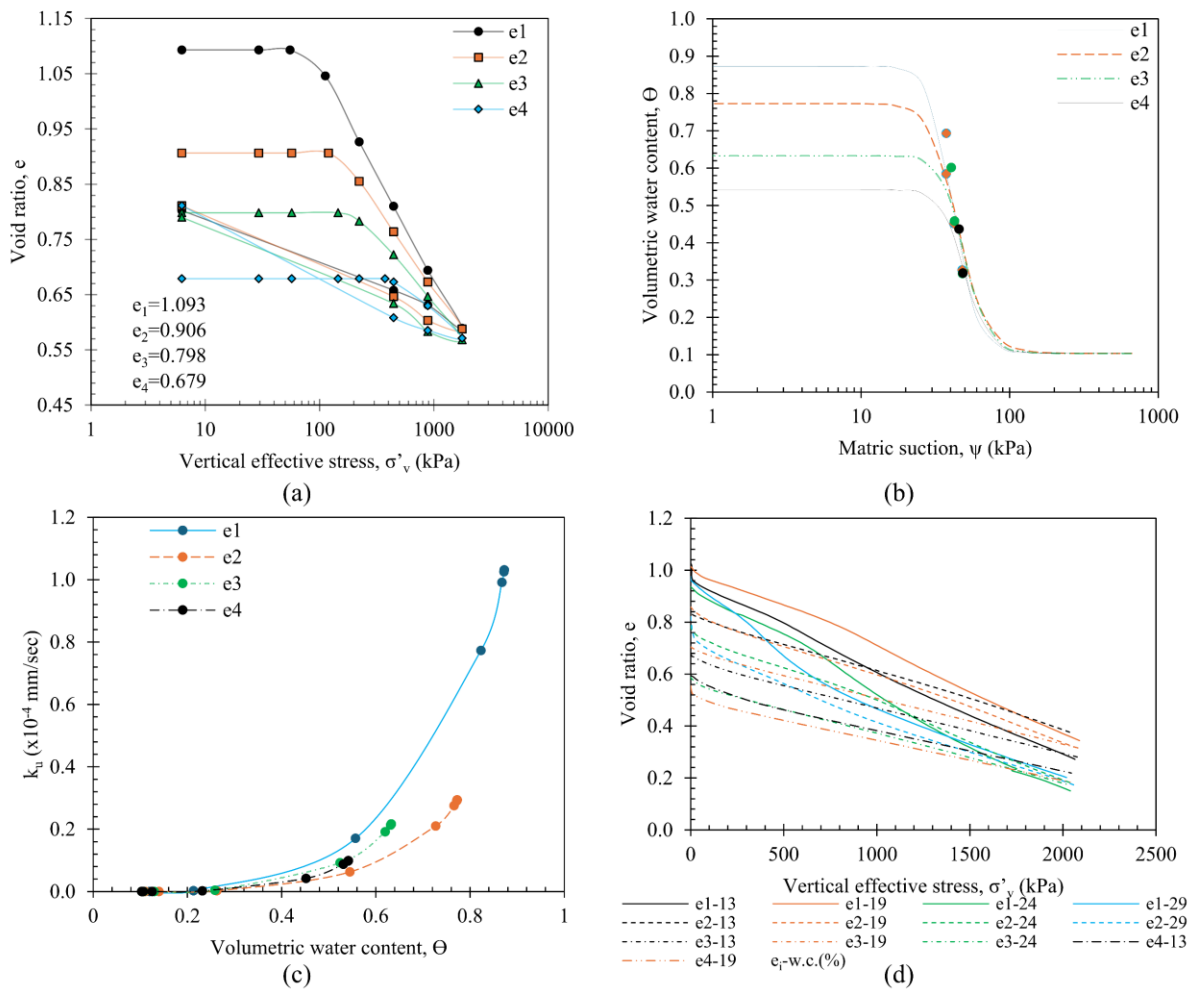 (a)
Void ratio, e
1.15
1.05
0.95
0.85
0.75
0.65
0.55
0.45
e1
e2
e3
e4
e₁=1.093
e₂=0.906
e₃=0.798
e₄=0.679
1 10 100 1000 10000
Vertical effective stress, σ'ᵥ (kPa)
(a)
Volumetric water content, Θ
1.0
0.9
0.8
0.7
0.6
0.5
0.4
0.3
0.2
0.1
0.0
e1
e2
e3
e4
1 10 100 1000
Matric suction, ψ (kPa)
(b)
kᵤ (x10⁻⁴ mm/sec)
1.2
1.0
0.8
0.6
0.4
0.2
0.0
e1
e2
e3
e4
0 0.2 0.4 0.6 0.8 1
Volumetric water content, Θ
(c)
Void ratio, e
1.2
1.0
0.8
0.6
0.4
0.2
0.0
0 500 1000 1500 2000 2500
Vertical effective stress, σ'ᵥ (kPa)
e1-13 e1-19 e1-24 e1-29
e2-13 e2-19 e2-24 e2-29
e3-13 e3-19 e3-24 e4-13
e4-19 eᵢ-w.c.(%)
(d)